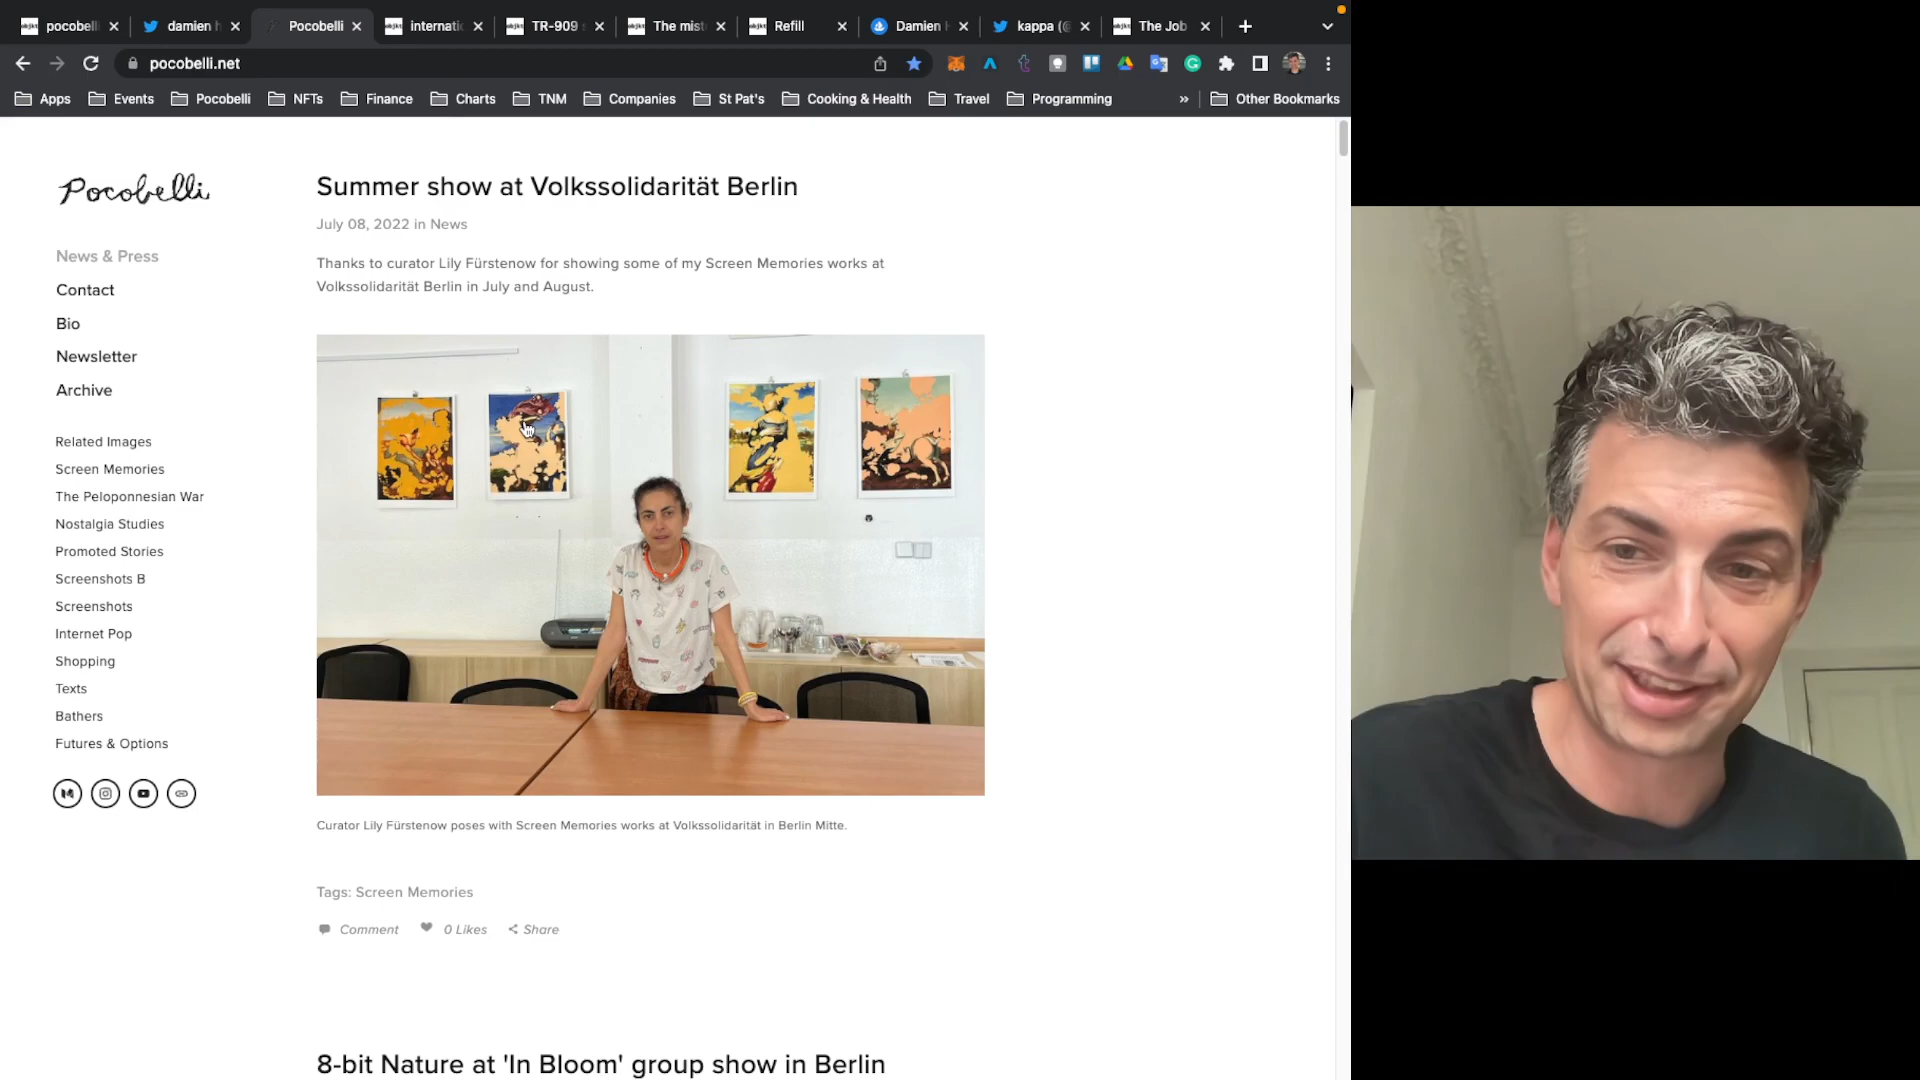 pocobelli
damien h
Pocobelli
internatic
TR-909 s
The mist
Refill
Damien H
kappa (@
The Job
pocobelli.net
Apps
Events
Pocobelli
NFTs
Finance
Charts
TNM
Companies
St Pat's
Cooking & Health
Travel
Programming
»
Other Bookmarks
Pocobelli
News & Press
Contact
Bio
Newsletter
Archive
Related Images
Screen Memories
The Peloponnesian War
Nostalgia Studies
Promoted Stories
Screenshots B
Screenshots
Internet Pop
Shopping
Texts
Bathers
Futures & Options
Summer show at Volkssolidarität Berlin
July 08, 2022 in News
Thanks to curator Lily Fürstenow for showing some of my Screen Memories works at
Volkssolidarität Berlin in July and August.
Curator Lily Fürstenow poses with Screen Memories works at Volkssolidarität in Berlin Mitte.
Tags: Screen Memories
Comment
0 Likes
Share
8-bit Nature at 'In Bloom' group show in Berlin